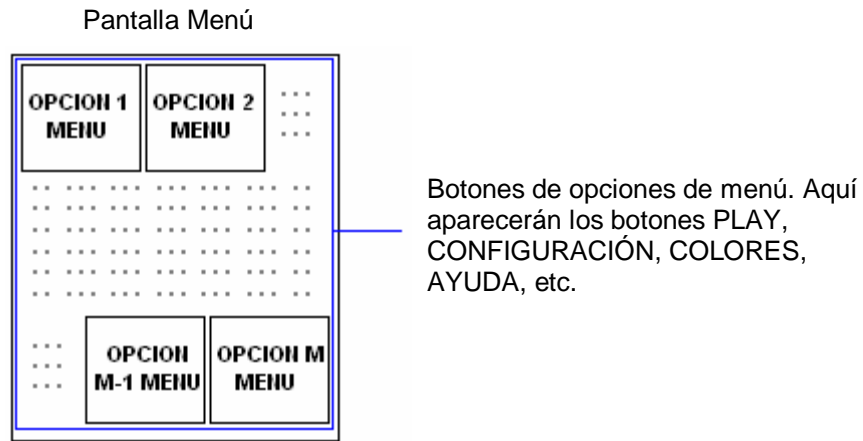 Pantalla Menú
OPCION 1
MENU
OPCION 2
MENU
Botones de opciones de menú. Aquí
aparecerán los botones PLAY,
CONFIGURACIÓN, COLORES,
AYUDA, etc.
OPCION
M-1 MENU
OPCION M
MENU